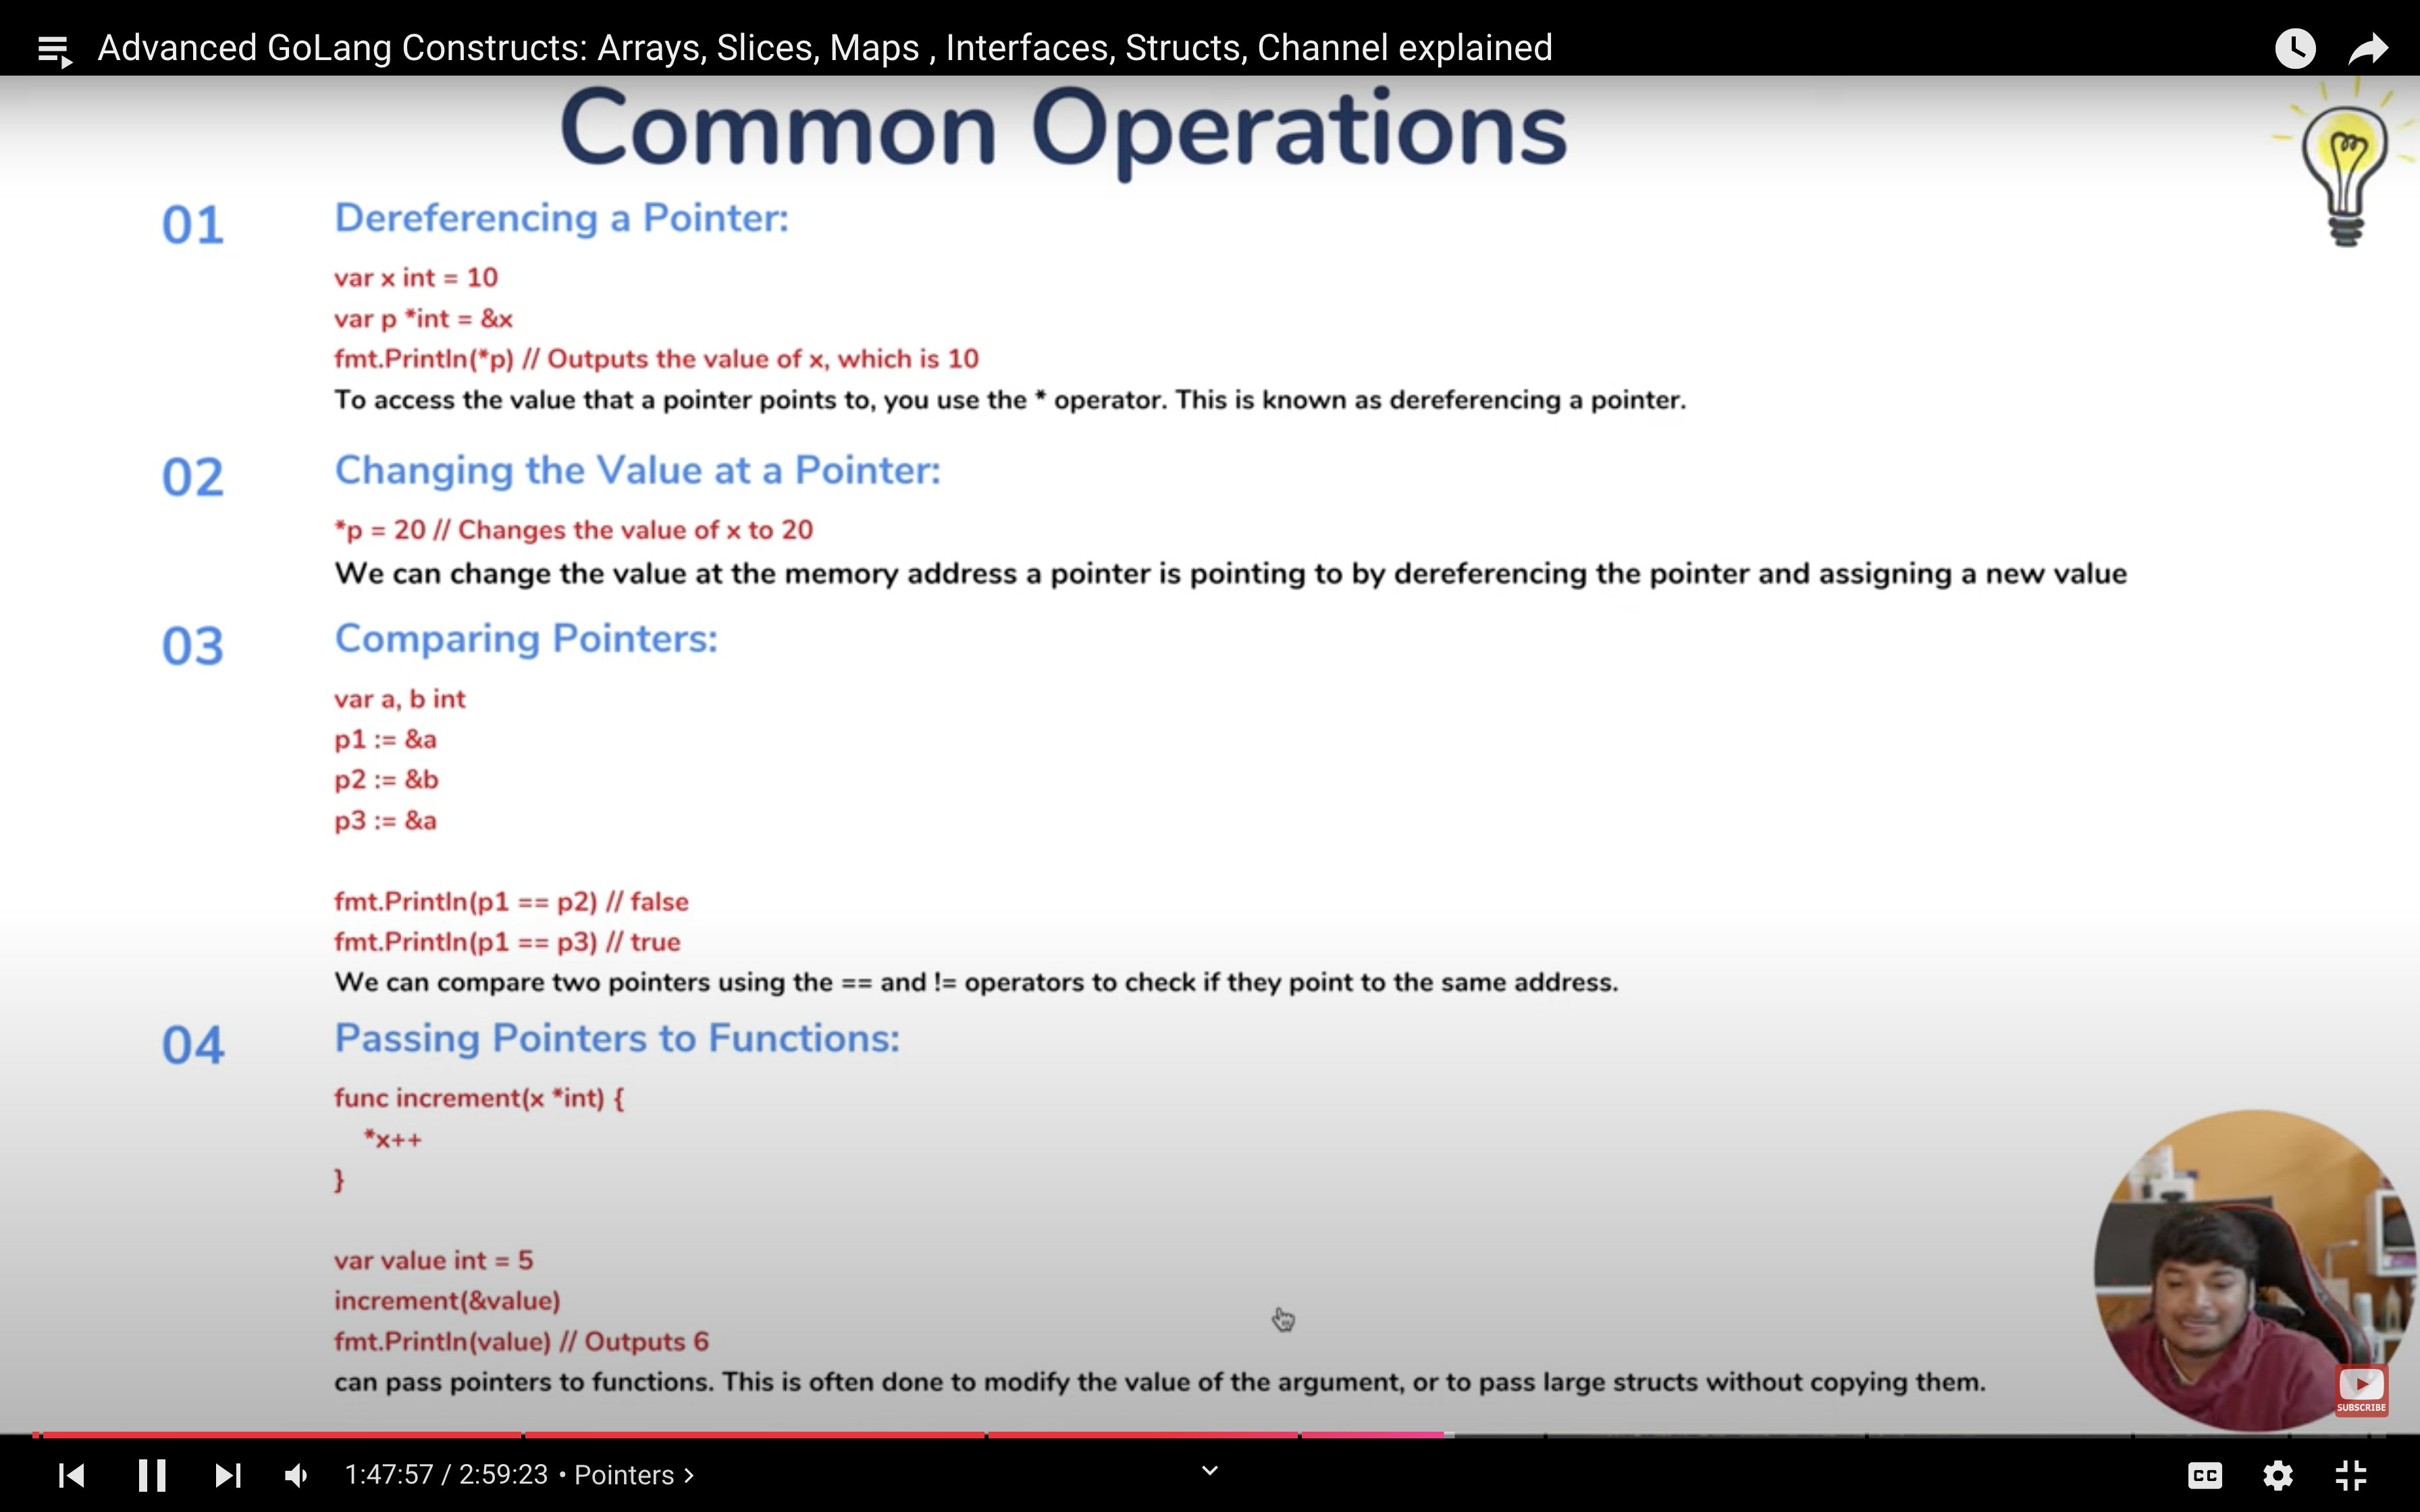 Advanced GoLang Constructs: Arrays, Slices, Maps , Interfaces, Structs, Channel explained
Common Operations
01
Dereferencing a Pointer:
var x int = 10
var p *int = &x
fmt.Println(*p) // Outputs the value of x, which is 10
To access the value that a pointer points to, you use the * operator. This is known as dereferencing a pointer.
02
Changing the Value at a Pointer:
*p = 20 // Changes the value of x to 20
We can change the value at the memory address a pointer is pointing to by dereferencing the pointer and assigning a new value
03
Comparing Pointers:
var a, b int
p1 := &a
p2 := &b
p3 := &a
fmt.Println(p1 == p2) // false
fmt.Println(p1 == p3) // true
We can compare two pointers using the == and != operators to check if they point to the same address.
04
Passing Pointers to Functions:
func increment(x *int) {
*x++
}
var value int = 5
increment(&value)
fmt.Println(value) // Outputs 6
can pass pointers to functions. This is often done to modify the value of the argument, or to pass large structs without copying them.
SUBSCRIBE
1:47:57 / 2:59:23 • Pointers >
CC